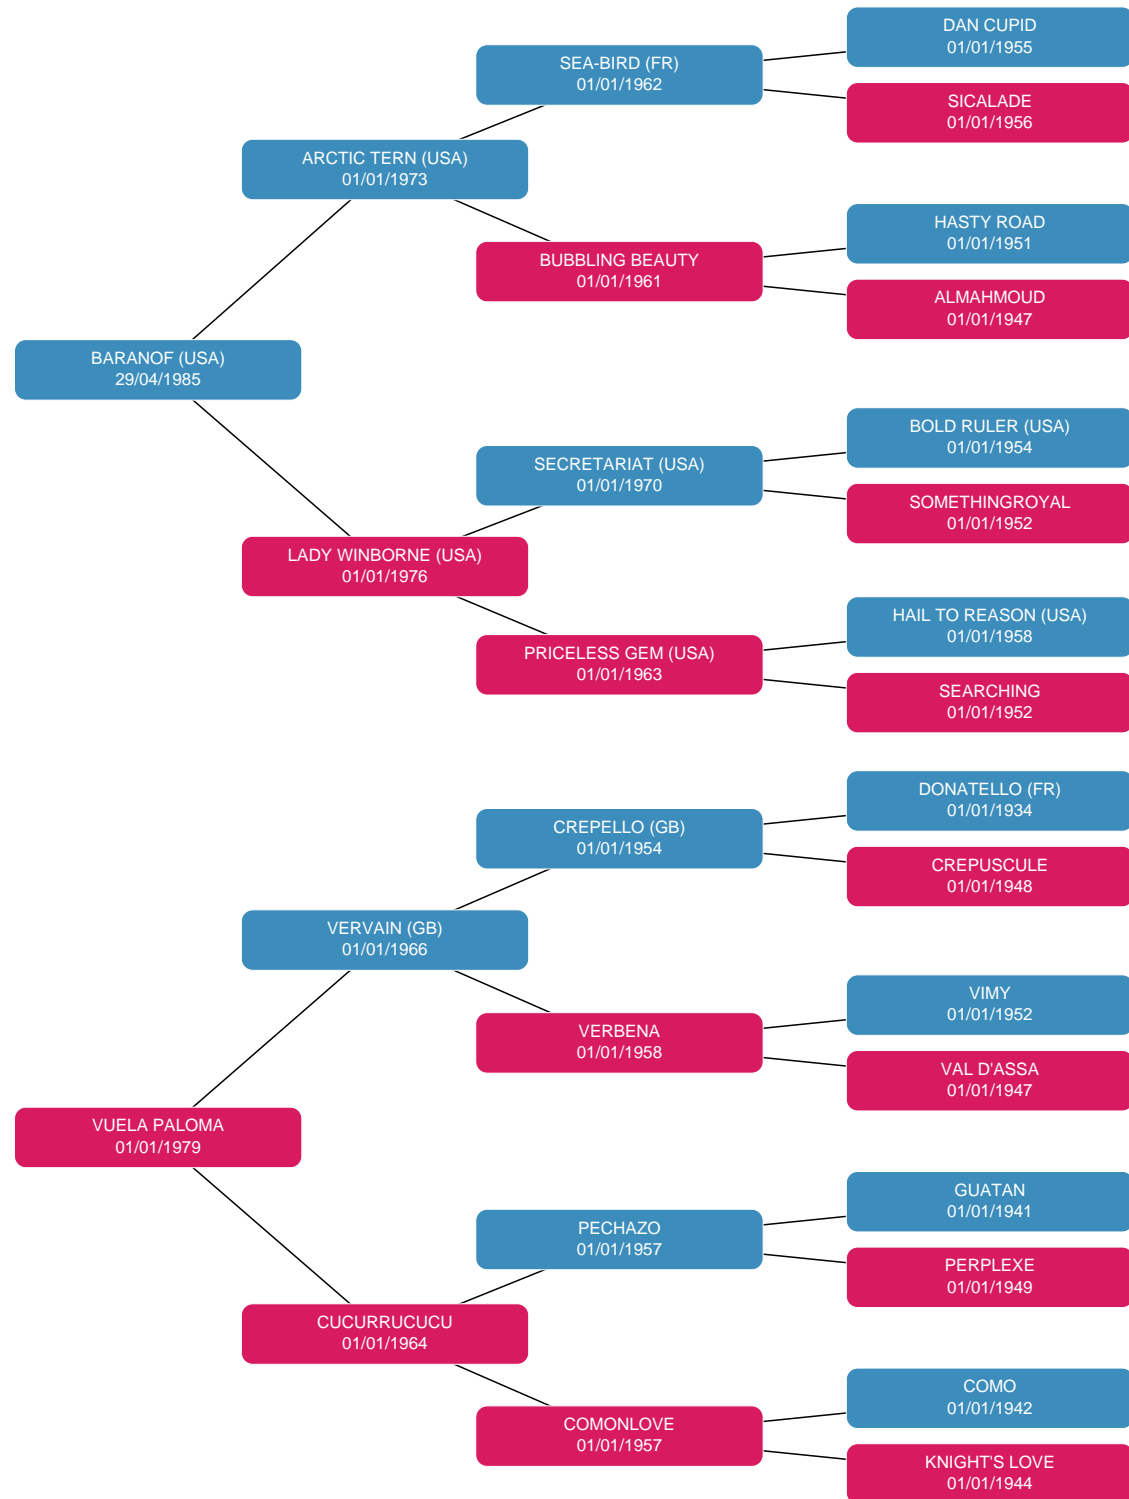 DAN CUPID
01/01/1955
SEA-BIRD (FR)
01/01/1962
SICALADE
01/01/1956
ARCTIC TERN (USA)
01/01/1973
HASTY ROAD
01/01/1951
BUBBLING BEAUTY
01/01/1961
ALMAHMOUD
01/01/1947
BARANOF (USA)
29/04/1985
BOLD RULER (USA)
01/01/1954
SECRETARIAT (USA)
01/01/1970
SOMETHINGROYAL
01/01/1952
LADY WINBORNE (USA)
01/01/1976
HAIL TO REASON (USA)
01/01/1958
PRICELESS GEM (USA)
01/01/1963
SEARCHING
01/01/1952
DONATELLO (FR)
01/01/1934
CREPELLO (GB)
01/01/1954
CREPUSCULE
01/01/1948
VERVAIN (GB)
01/01/1966
VIMY
01/01/1952
VERBENA
01/01/1958
VAL D'ASSA
01/01/1947
VUELA PALOMA
01/01/1979
GUATAN
01/01/1941
PECHAZO
01/01/1957
PERPLEXE
01/01/1949
CUCURRUCUCU
01/01/1964
COMO
01/01/1942
COMONLOVE
01/01/1957
KNIGHT'S LOVE
01/01/1944